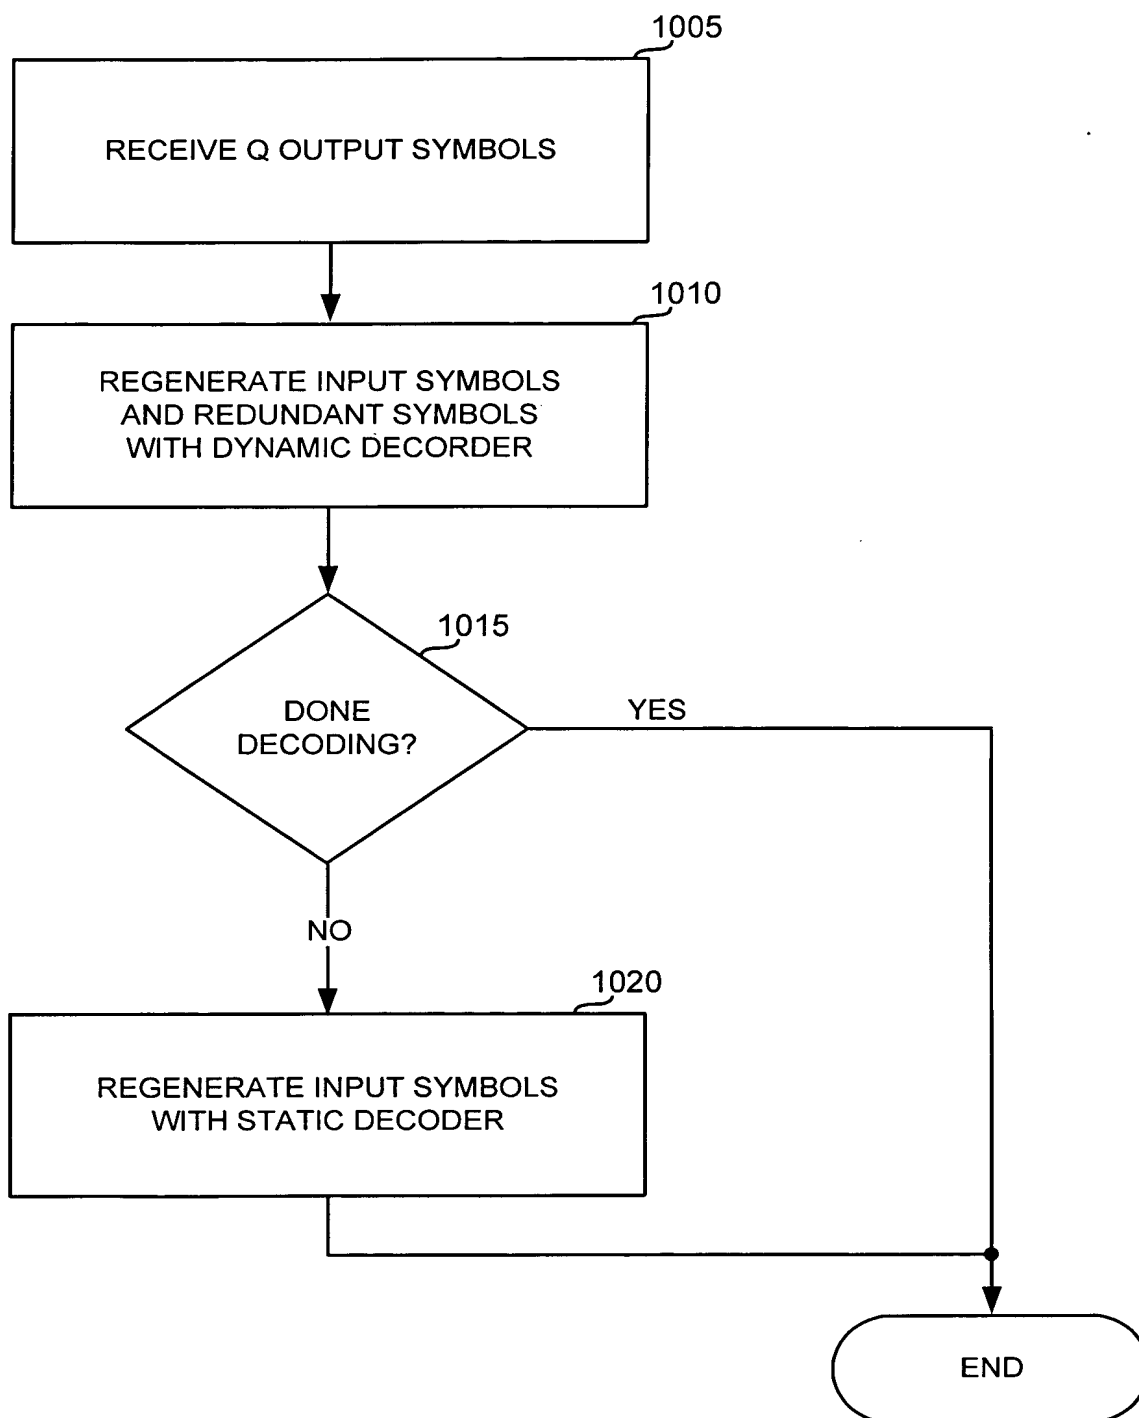 1005
RECEIVE Q OUTPUT SYMBOLS
1010
REGENERATE INPUT SYMBOLS
AND REDUNDANT SYMBOLS
WITH DYNAMIC DECORDER
1015
DONE
DECODING?
YES
NO
1020
REGENERATE INPUT SYMBOLS
WITH STATIC DECODER
END